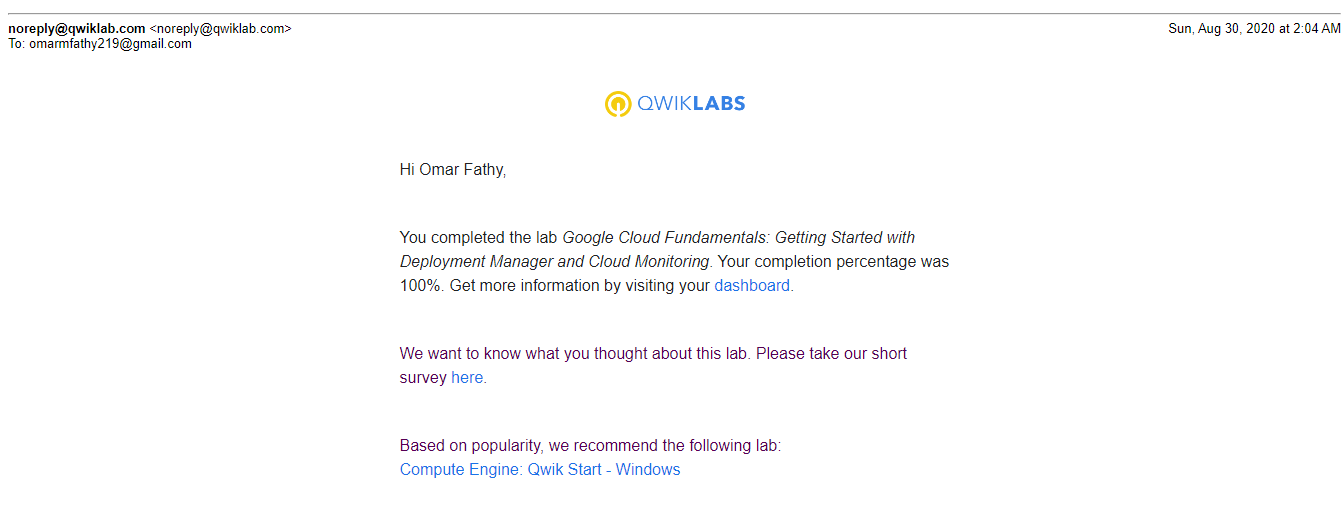 noreply@qwiklab.com <noreply@qwiklab.com>
Sun, Aug 30, 2020 at 2:04 AM
To: omarmfathy219@gmail.com
QWIKLABS
Hi Omar Fathy,
You completed the lab Google Cloud Fundamentals: Getting Started with
Deployment Manager and Cloud Monitoring. Your completion percentage was
100%. Get more information by visiting your dashboard.
We want to know what you thought about this lab. Please take our short
survey here.
Based on popularity, we recommend the following lab:
Compute Engine: Qwik Start - Windows